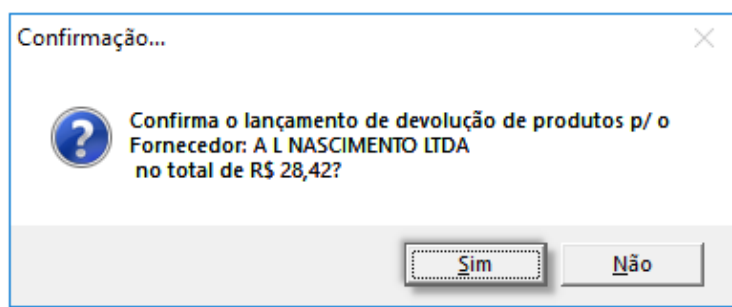 Confirmação...
Confirma o lançamento de devolução de produtos p/ o
Fornecedor: A L NASCIMENTO LTDA
no total de R$ 28,42?
Sim
Não